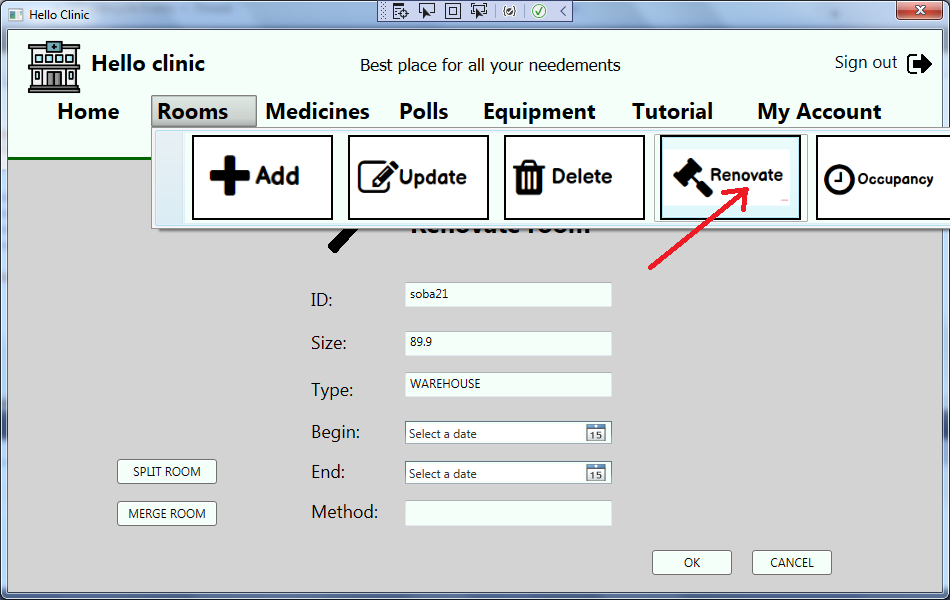 Hello Clinic
Hello clinic
Best place for all your needements
Sign out
Home Rooms Medicines Polls Equipment Tutorial My Account
Add Update Delete Renovate Occupancy
Renovate room
ID: soba21
Size: 89.9
Type: WAREHOUSE
Begin: Select a date 15
End: Select a date 15
SPLIT ROOM
Method:
MERGE ROOM
OK CANCEL